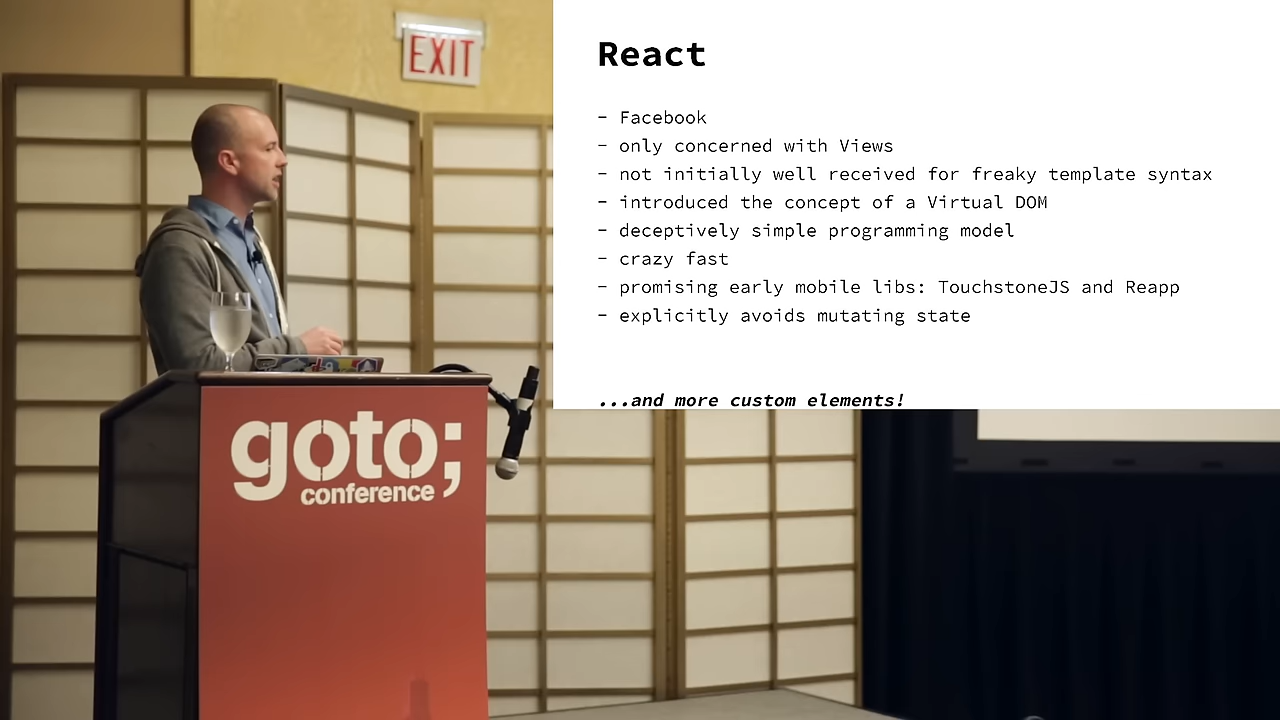 EXIT
React
- Facebook
- only concerned with Views
- not initially well received for freaky template syntax
- introduced the concept of a Virtual DOM
- deceptively simple programming model
- crazy fast
- promising early mobile libs: TouchstoneJS and Reapp
- explicitly avoids mutating state
...and more custom elements!
goto;
conference